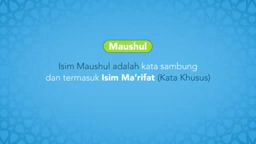 Maushul
Isim Maushul adalah kata sambung
dan termasuk Isim Ma'rifat (Kata Khusus)